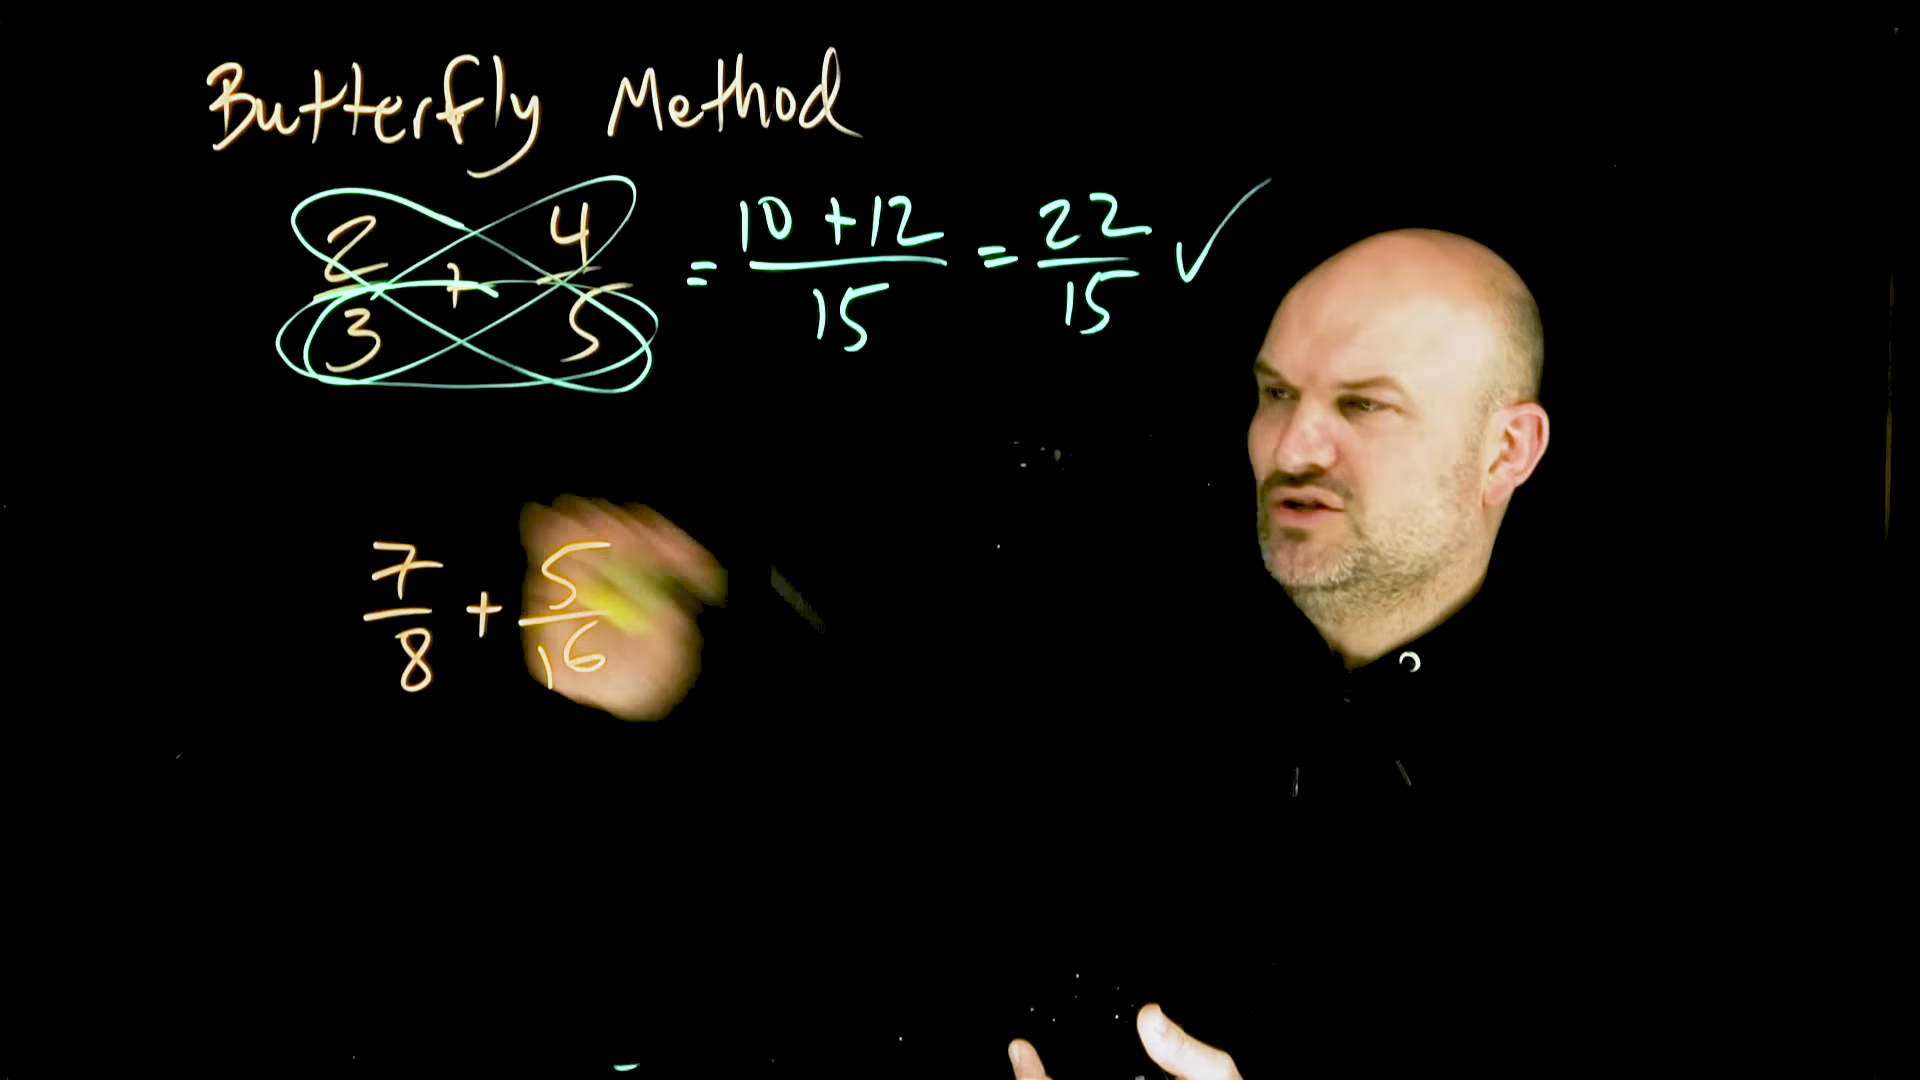 Butterfly Method
2/3 + 4/5 = 10 + 12/15 = 22/15 ✓
7/8 + 5/16